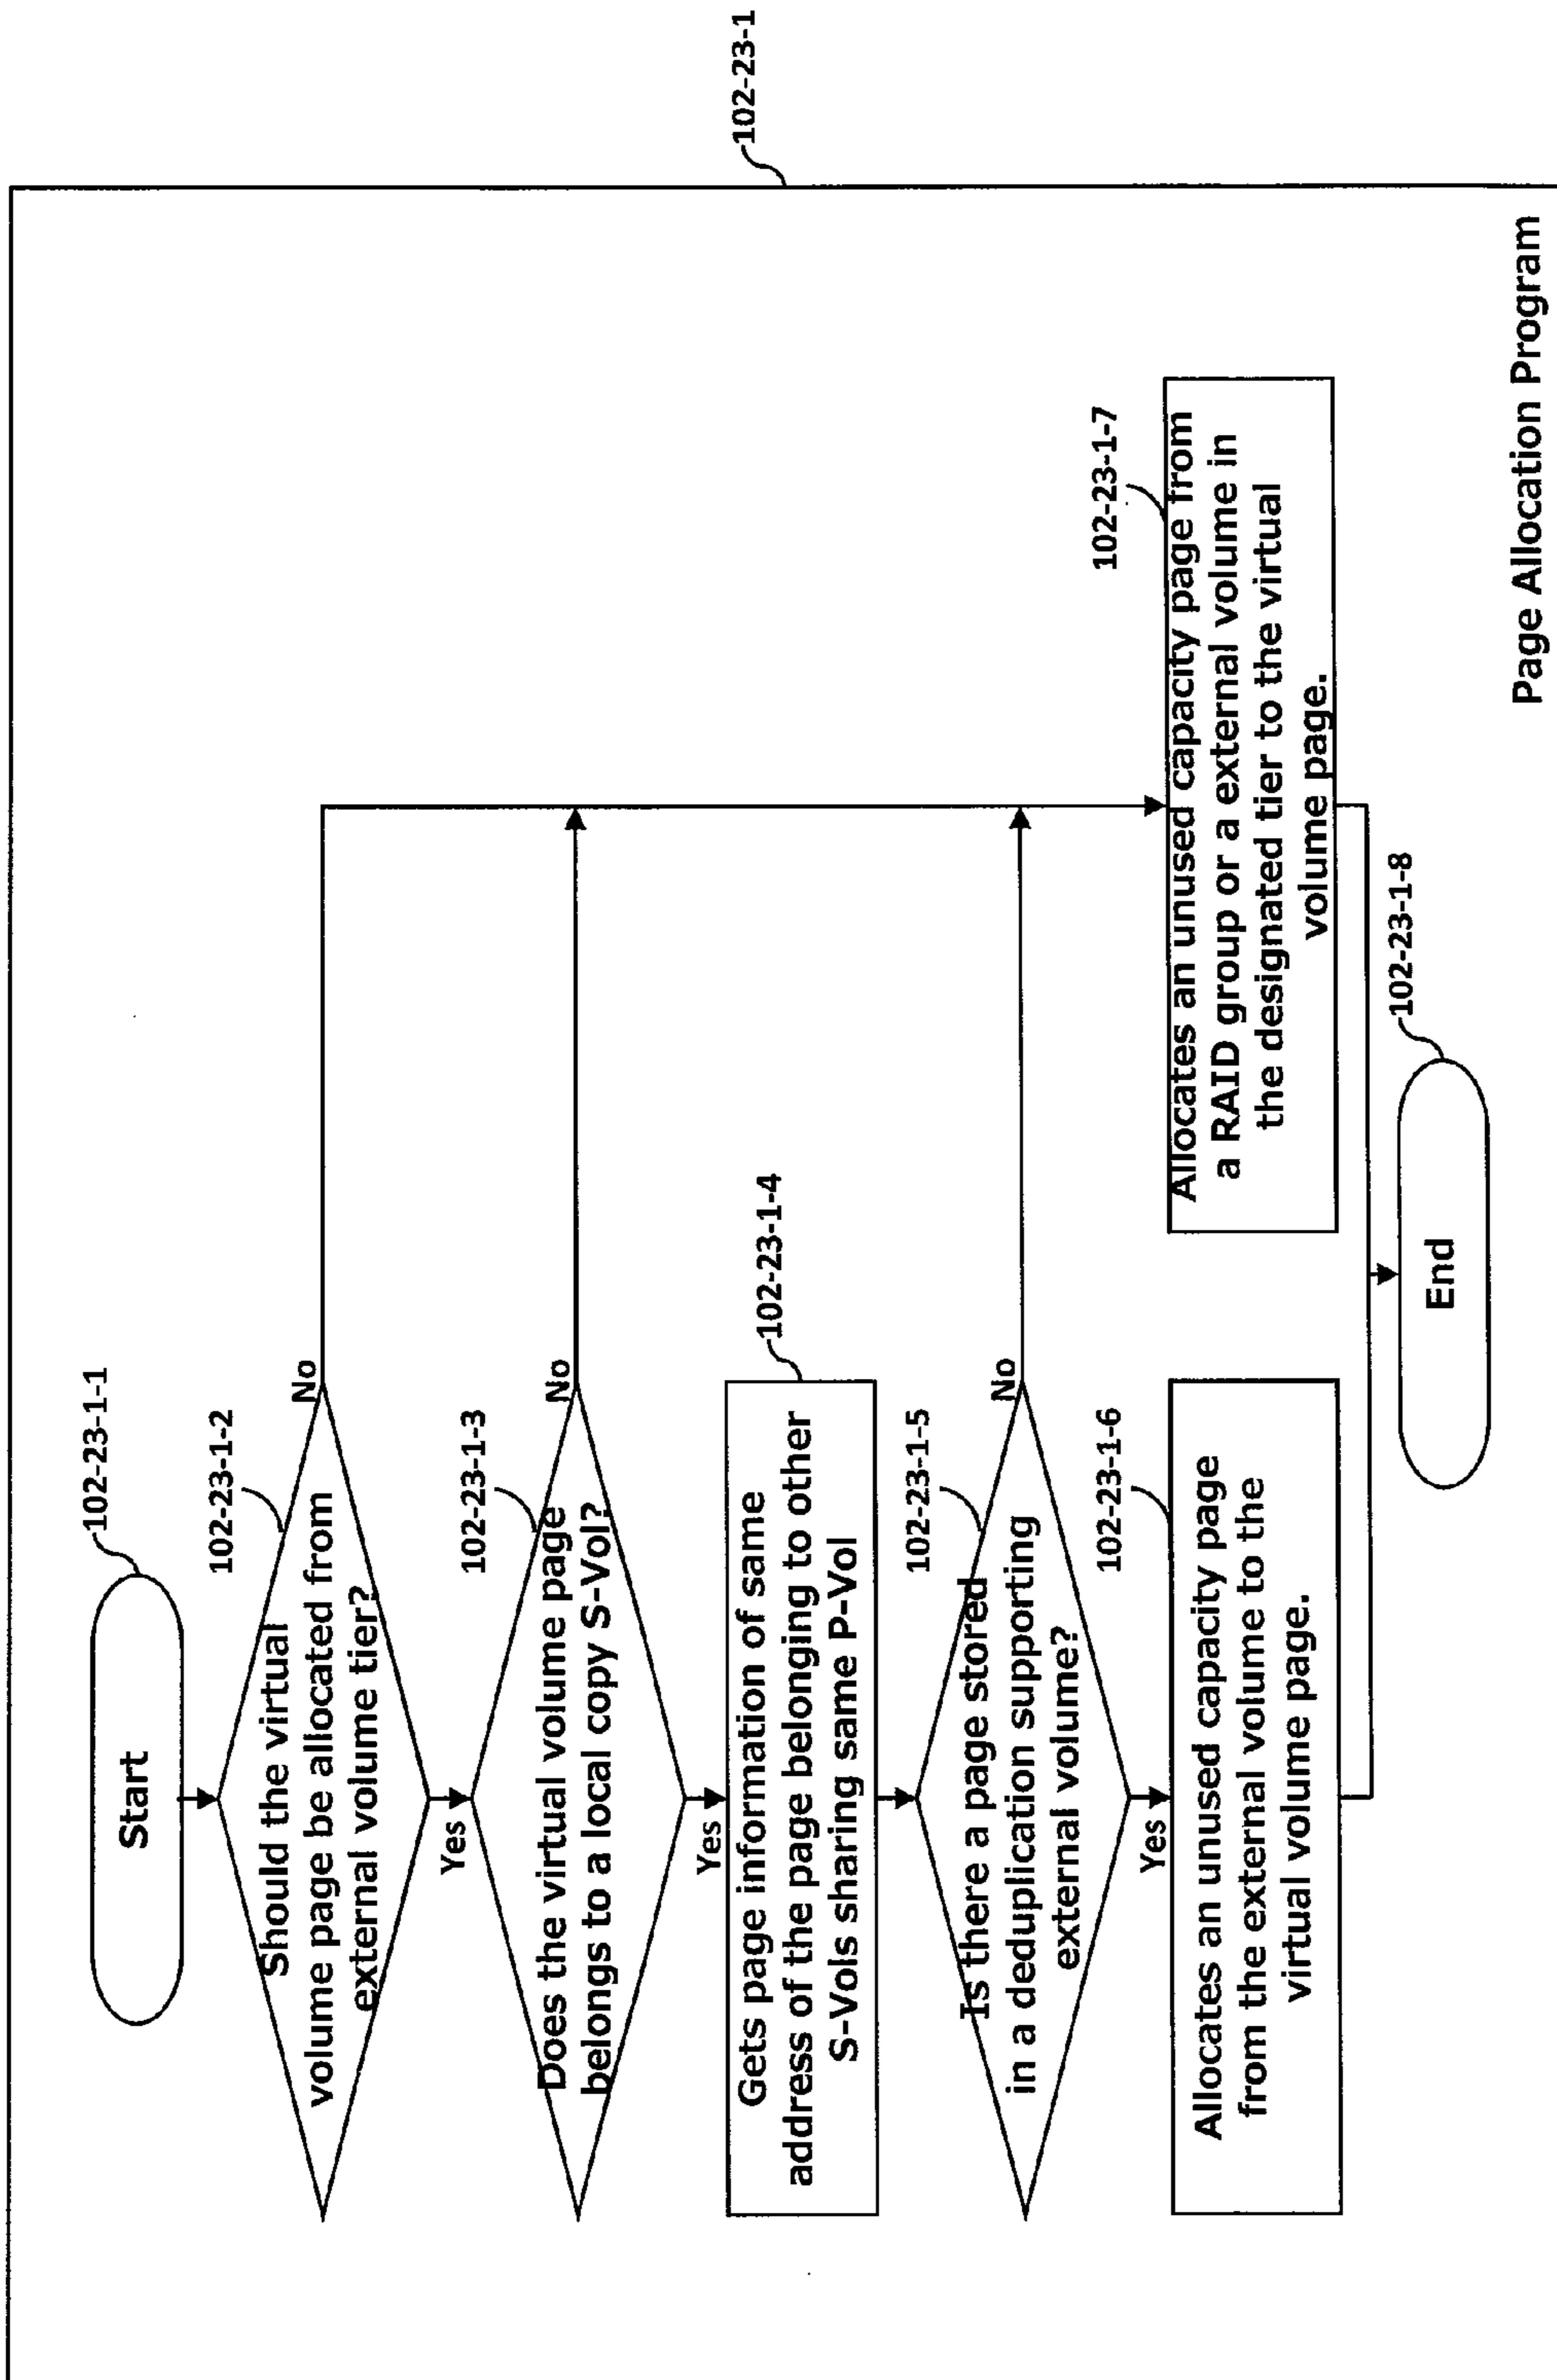 102-23-1
102-23-1-1
Start
102-23-1-2
Should the virtual
volume page be allocated from
external volume tier?
No
Yes
102-23-1-3
Does the virtual volume page
belongs to a local copy S-Vol?
No
Yes
102-23-1-4
Gets page information of same
address of the page belonging to other
S-Vols sharing same P-Vol
102-23-1-5
Is there a page stored
in a deduplication supporting
external volume?
No
Yes
102-23-1-6
Allocates an unused capacity page
from the external volume to the
virtual volume page.
102-23-1-7
Allocates an unused capacity page from
a RAID group or a external volume in
the designated tier to the virtual
volume page.
102-23-1-8
End
Page Allocation Program